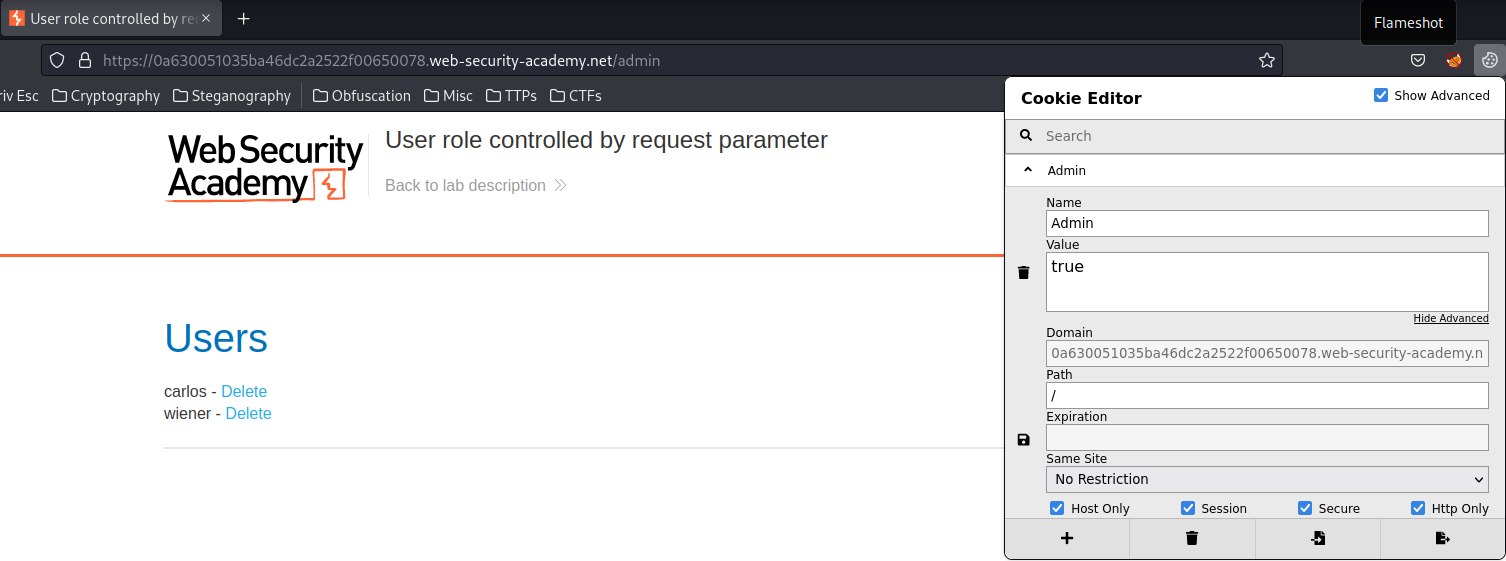 User role controlled by re
Flameshot
https://0a630051035ba46dc2a2522f00650078.web-security-academy.net/admin
riv Esc Cryptography Steganography Obfuscation Misc TTPs CTFs
Web Security
Academy
User role controlled by request parameter
Back to lab description
Users
carlos - Delete
wiener - Delete
Cookie Editor
Show Advanced
Search
Admin
Name
Admin
Value
true
Hide Advanced
Domain
0a630051035ba46dc2a2522f00650078.web-security-academy.n
Path
/
Expiration
Same Site
No Restriction
Host Only Session Secure Http Only